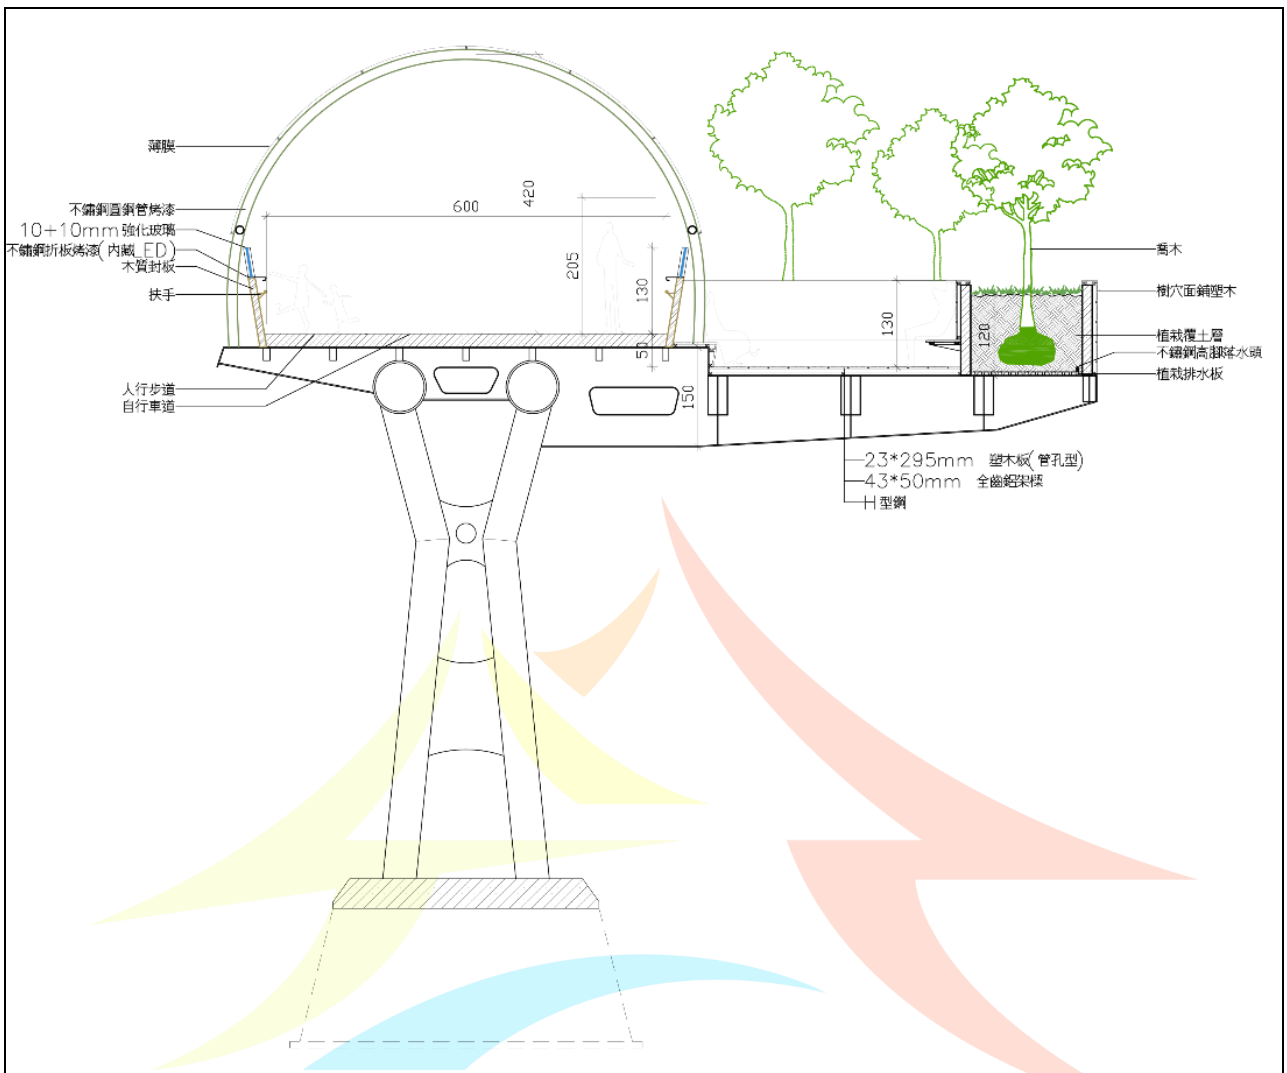 薄膜
不鏽鋼圓鋼管烤漆
10+10mm 強化玻璃
不鏽鋼折板烤漆(內藏LED)
木質封板
扶手
人行步道
自行車道
600
420
205
130
50
150
130
120
喬木
樹穴面鋪塑木
植栽覆土層
不鏽鋼高腳落水頭
植栽排水板
23*295mm 塑木板(管孔型)
43*50mm 全齒鋁架樑
H型鋼